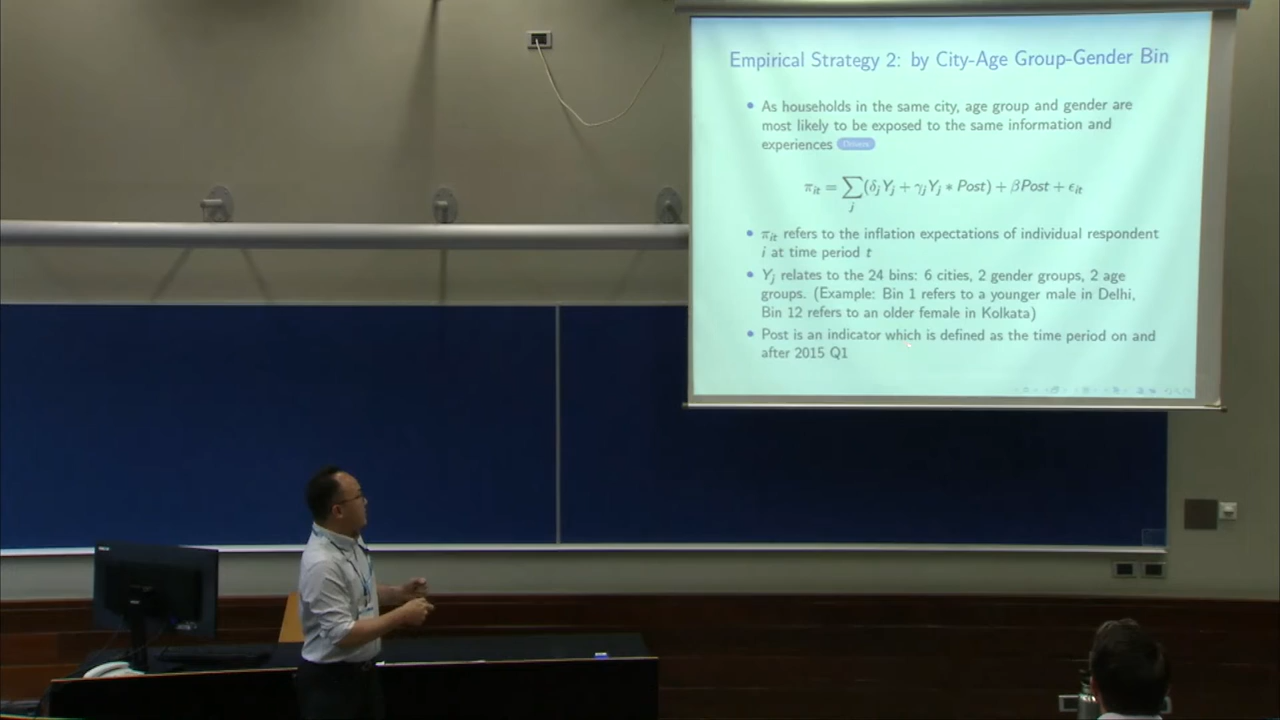 Empirical Strategy 2: by City-Age Group-Gender Bin
• As households in the same city, age group and gender are
most likely to be exposed to the same information and
experiences Others
π_it = ∑_j (δ_j Y_j + γ_j Y_j * Post) + βPost + ϵ_it
• π_it refers to the inflation expectations of individual respondent
i at time period t
• Y_j relates to the 24 bins: 6 cities, 2 gender groups, 2 age
groups. (Example: Bin 1 refers to a younger male in Delhi,
Bin 12 refers to an older female in Kolkata)
• Post is an indicator which is defined as the time period on and
after 2015 Q1